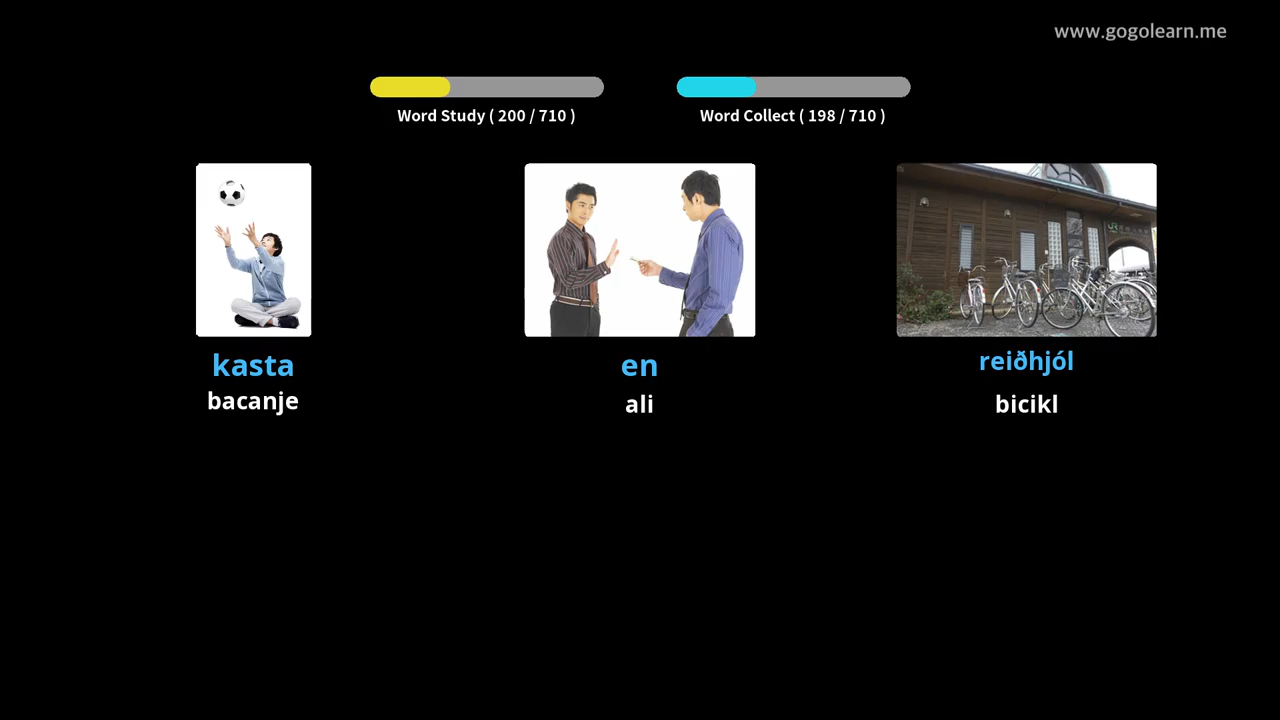 www.gogolearn.me
Word Study ( 200 / 710 )
Word Collect ( 198 / 710 )
kasta
bacanje
en
ali
reiðhjól
bicikl